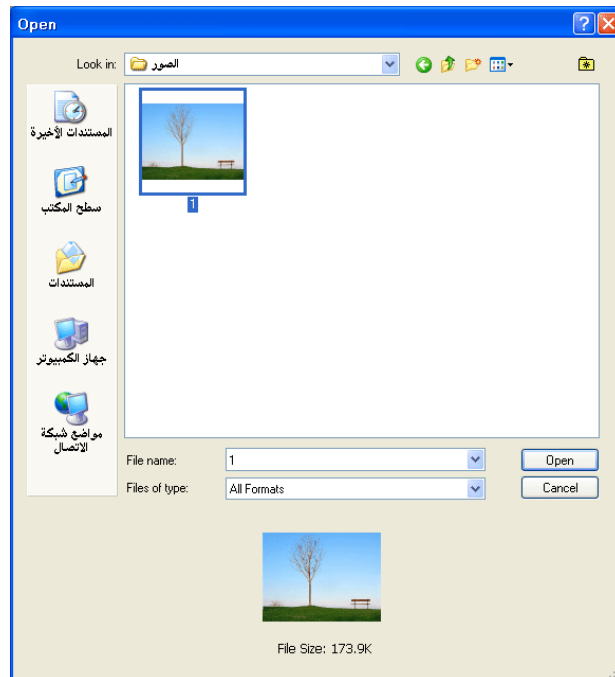 Open
Look in:
الصور
المستندات الأخيرة
سطح المكتب
المستندات
جهاز الكمبيوتر
مواضع شبكة
الاتصال
1
File name:
1
Open
Files of type:
All Formats
Cancel
File Size: 173.9K